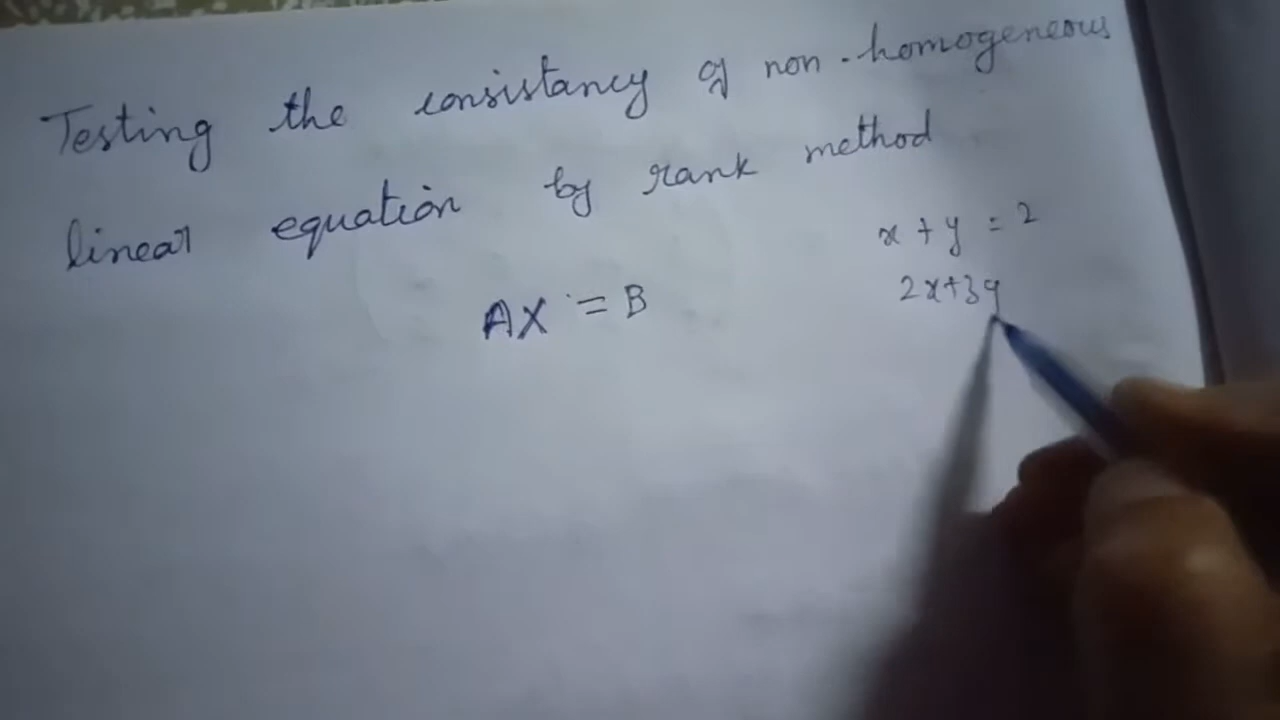 Testing the consistancy of non-homogeneous
linear equation by rank method
x + y = 2
2x+3y
AX = B